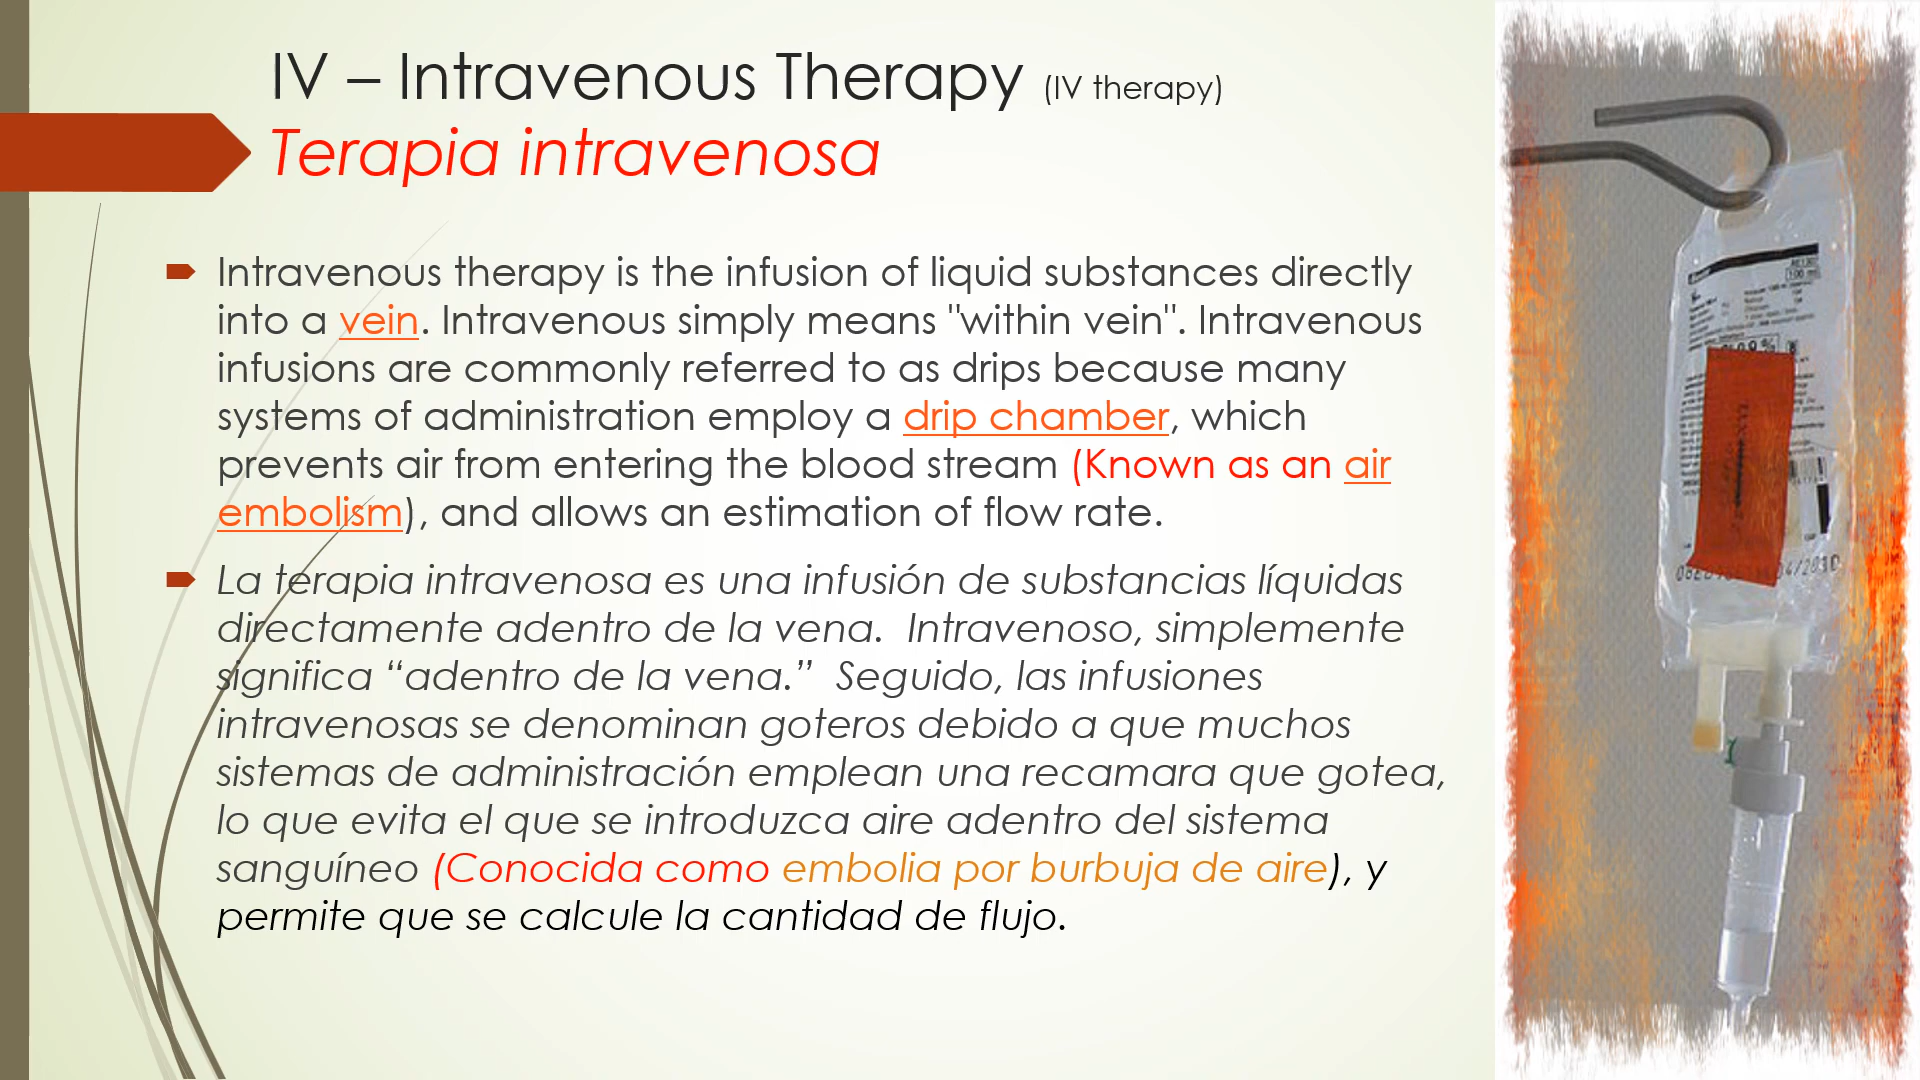 IV – Intravenous Therapy (IV therapy)
Terapia intravenosa
Intravenous therapy is the infusion of liquid substances directly
into a vein. Intravenous simply means "within vein". Intravenous
infusions are commonly referred to as drips because many
systems of administration employ a drip chamber, which
prevents air from entering the blood stream (Known as an air
embolism), and allows an estimation of flow rate.
La terapia intravenosa es una infusión de substancias líquidas
directamente adentro de la vena.  Intravenoso, simplemente
significa “adentro de la vena.”  Seguido, las infusiones
intravenosas se denominan goteros debido a que muchos
sistemas de administración emplean una recamara que gotea,
lo que evita el que se introduzca aire adentro del sistema
sanguíneo (Conocida como embolia por burbuja de aire), y
permite que se calcule la cantidad de flujo.
100 ml